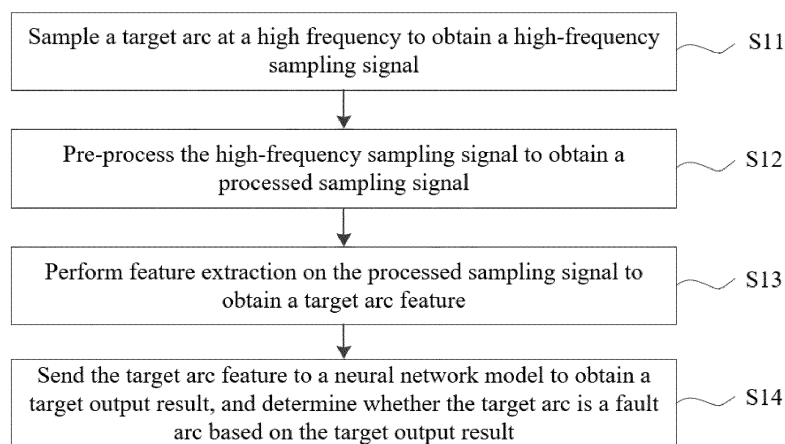 Sample a target arc at a high frequency to obtain a high-frequency
sampling signal
S11
Pre-process the high-frequency sampling signal to obtain a
processed sampling signal
S12
Perform feature extraction on the processed sampling signal to
obtain a target arc feature
S13
Send the target arc feature to a neural network model to obtain a
target output result, and determine whether the target arc is a fault
arc based on the target output result
S14